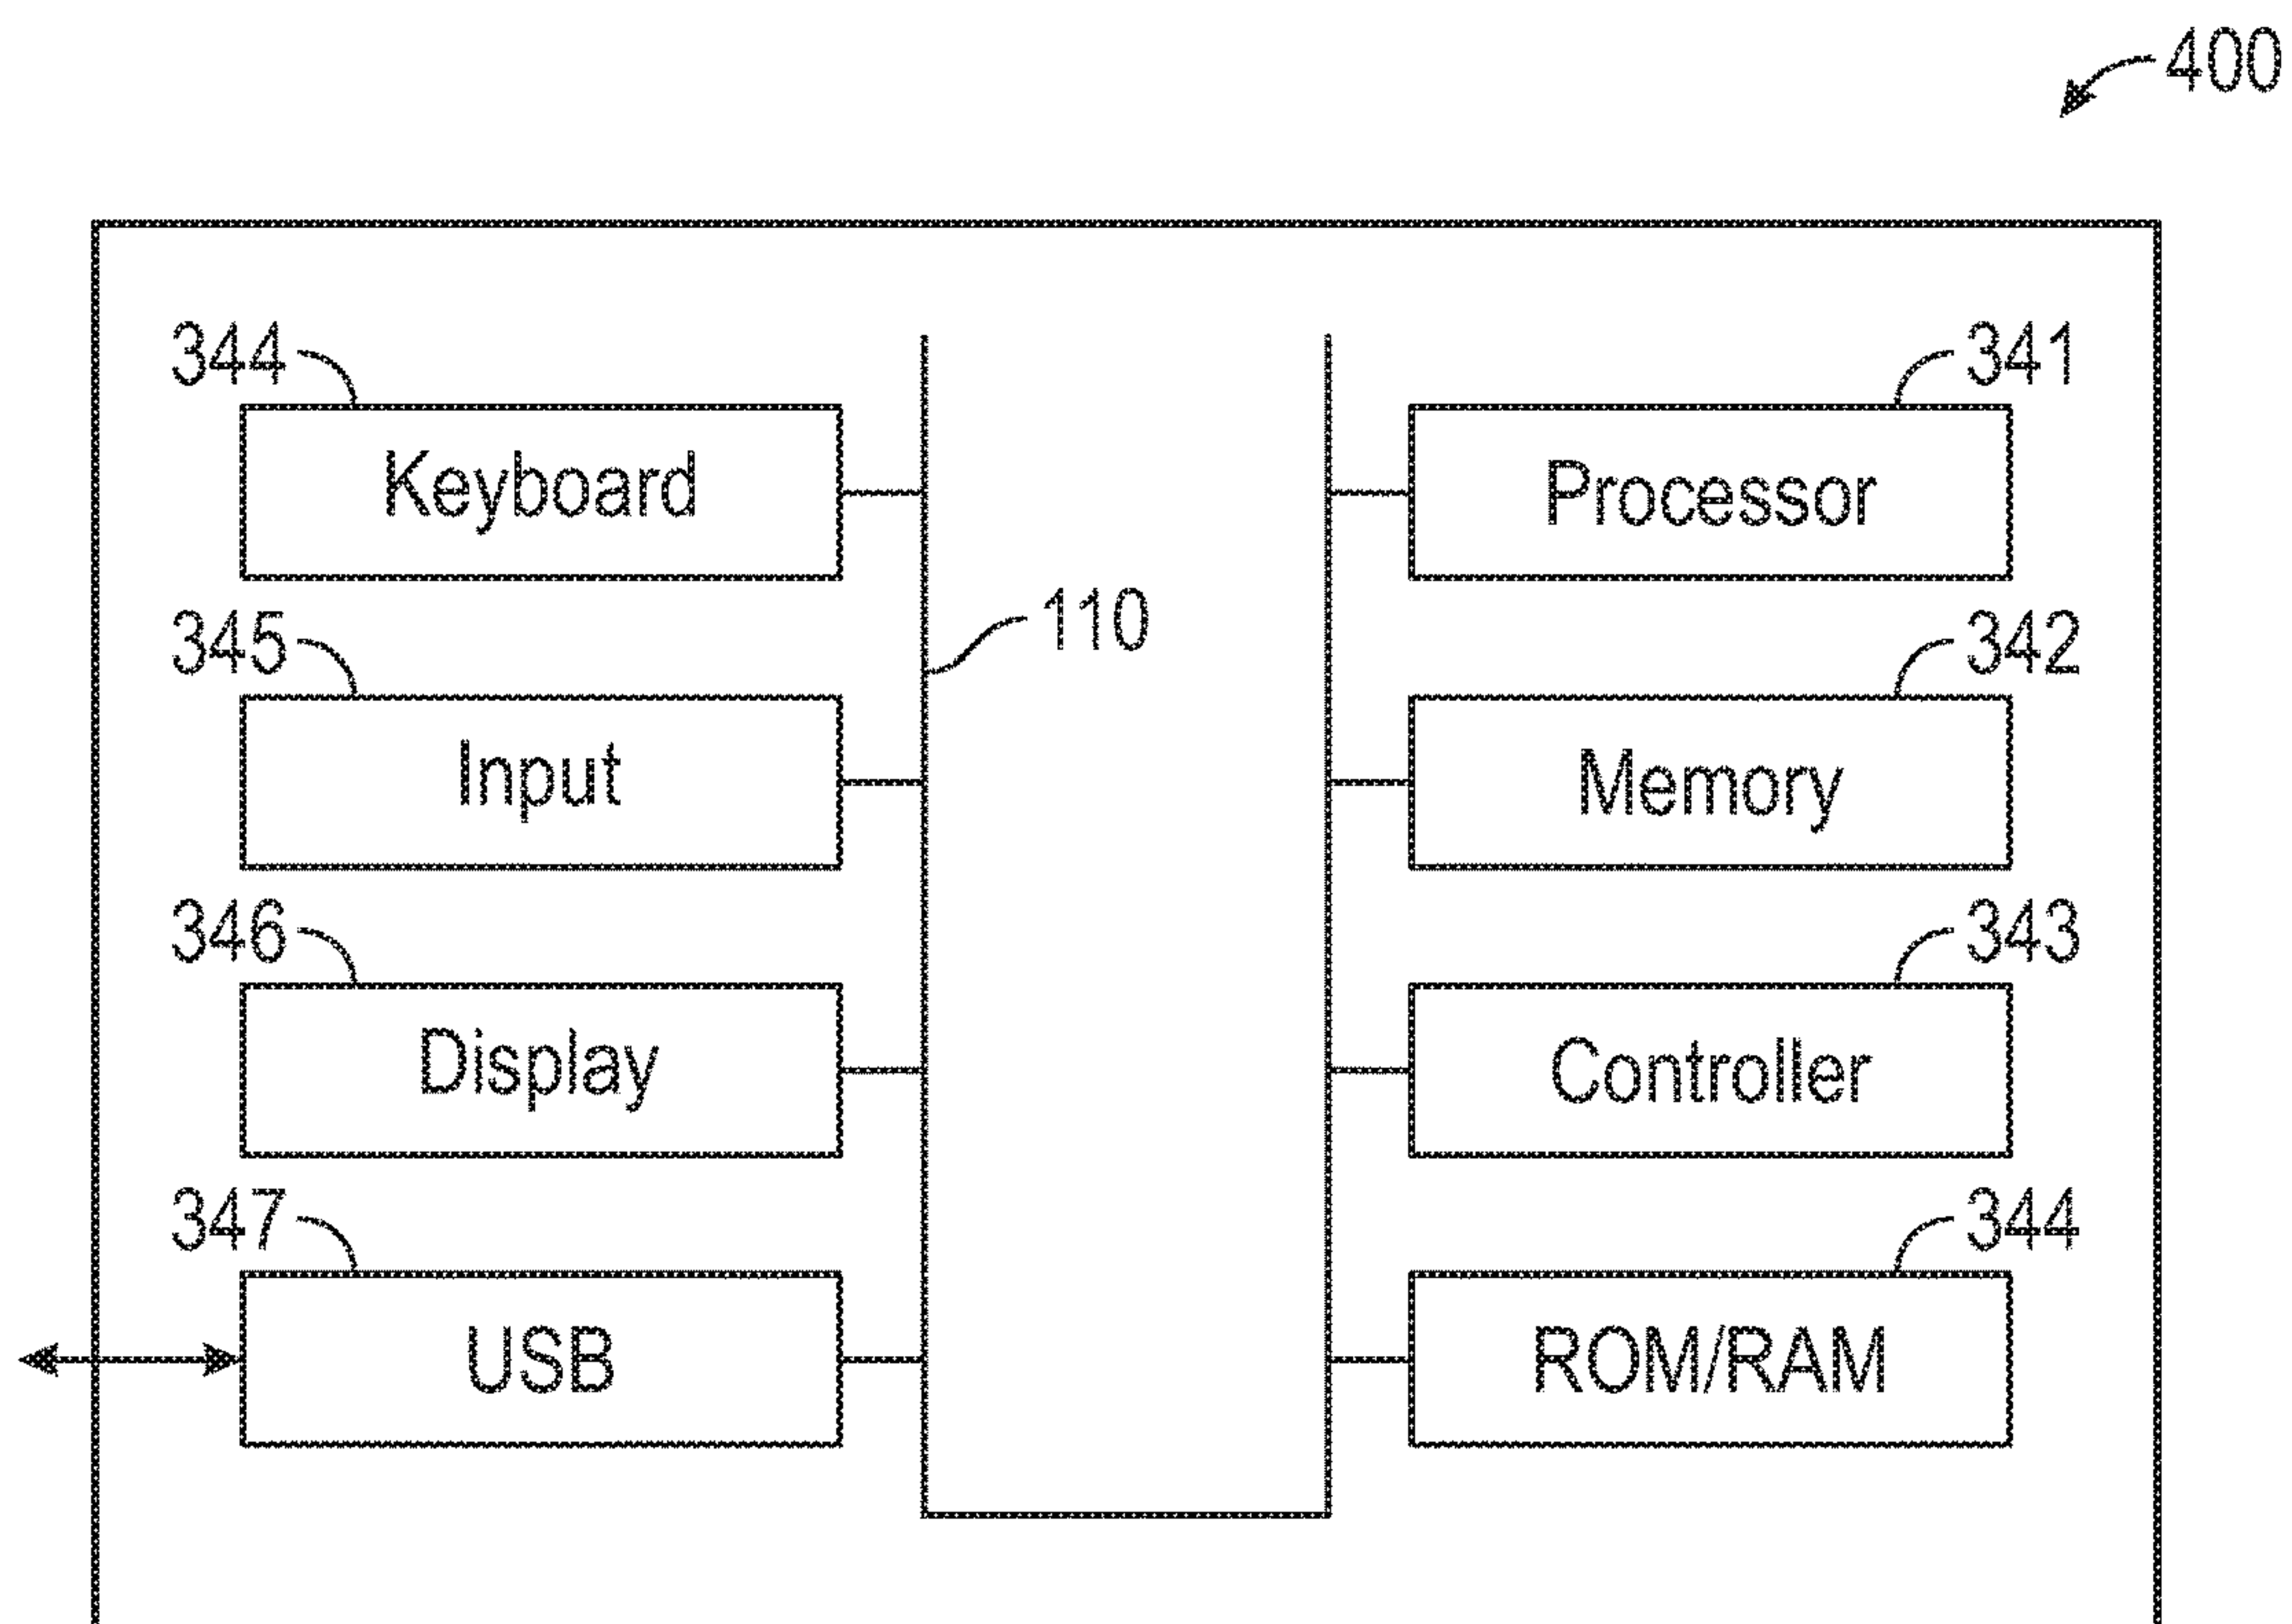 400
344
341
Keyboard
Processor
110
345
342
Input
Memory
346
343
Display
Controller
347
344
USB
ROM/RAM